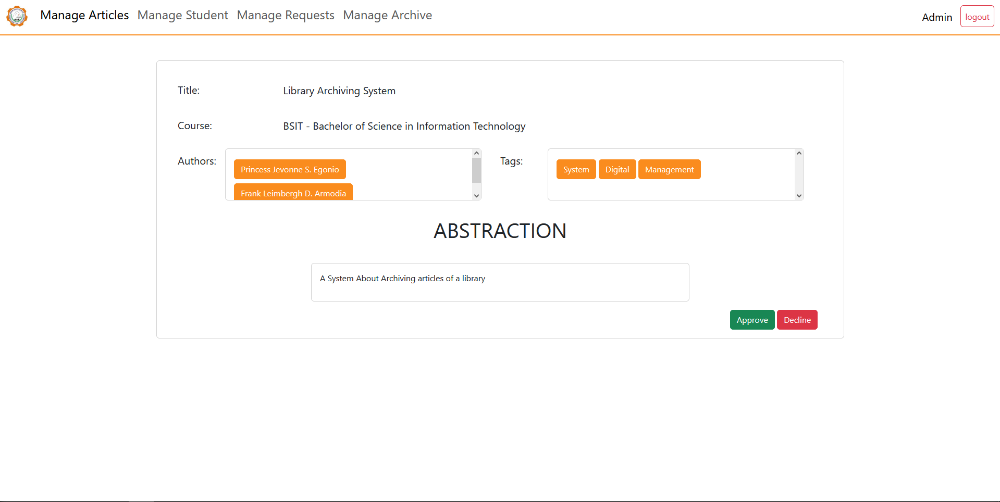 Manage Articles Manage Student Manage Requests Manage Archive Admin logout
Title: Library Archiving System
Course: BSIT - Bachelor of Science in Information Technology
Authors: Princess Jevonne S. Egonio Tags: System Digital Management
Frank Leimbergh D. Armodia
ABSTRACTION
A System About Archiving articles of a library
Approve Decline